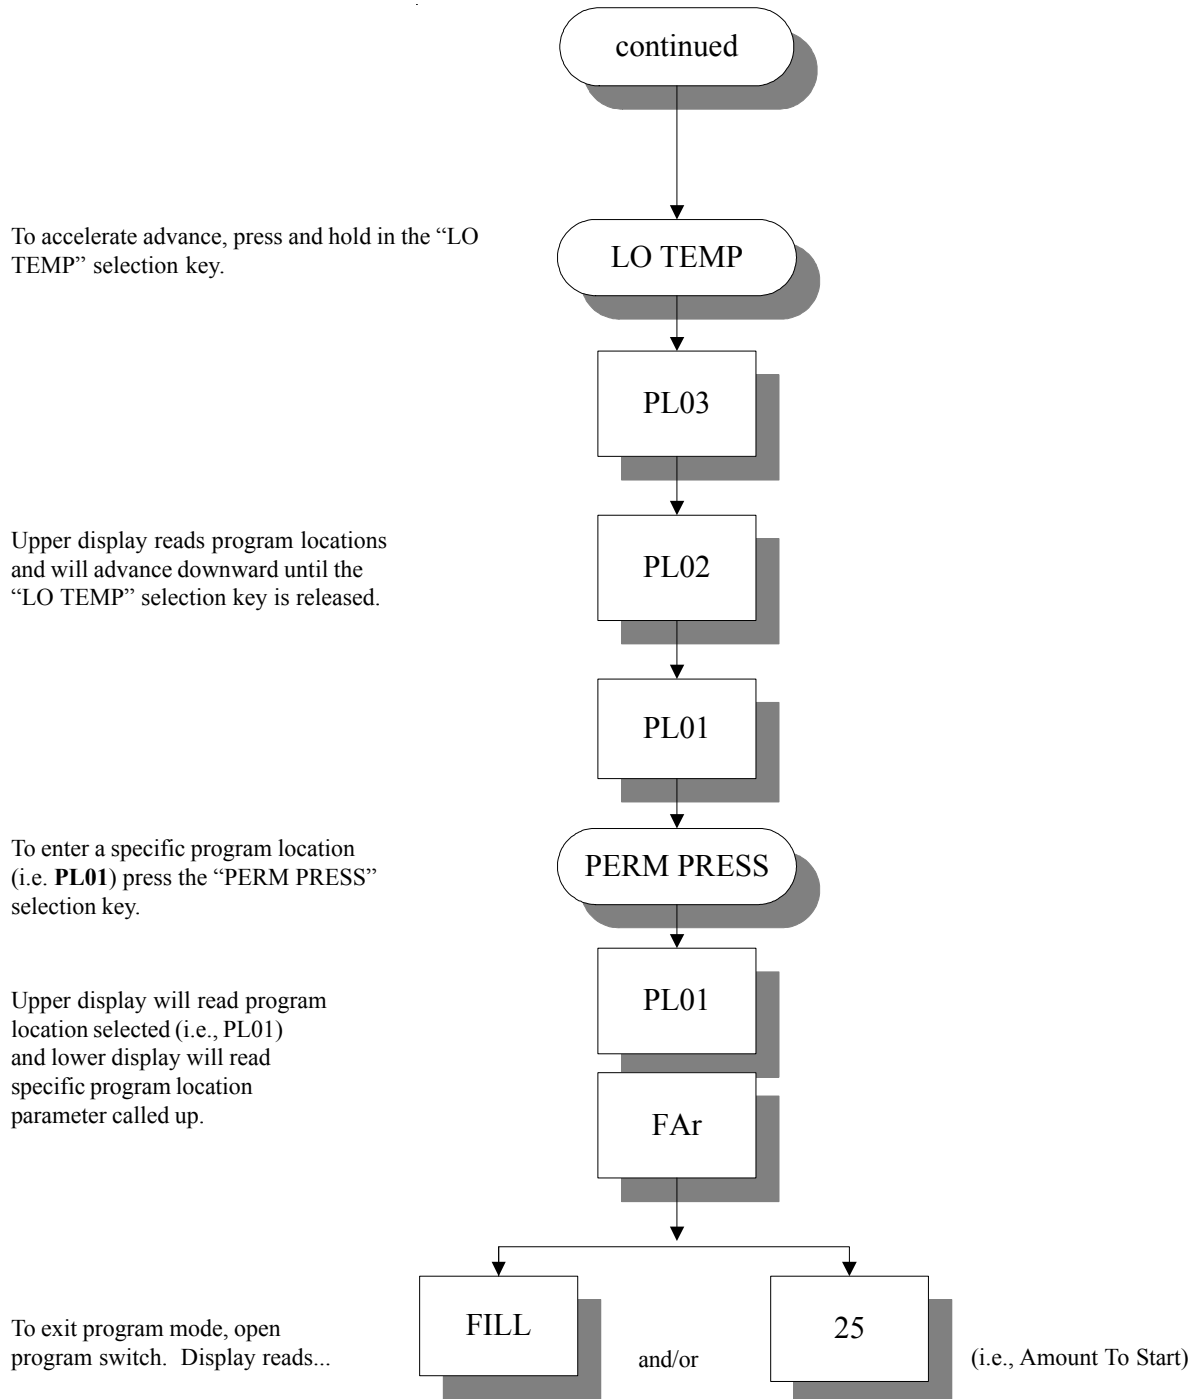 continued
To accelerate advance, press and hold in the “LO
TEMP” selection key.
LO TEMP
PL03
Upper display reads program locations
and will advance downward until the
“LO TEMP” selection key is released.
PL02
PL01
To enter a specific program location
(i.e. PL01) press the “PERM PRESS”
selection key.
PERM PRESS
PL01
Upper display will read program
location selected (i.e., PL01)
and lower display will read
specific program location
parameter called up.
FAr
To exit program mode, open
program switch.  Display reads...
FILL
and/or
25
(i.e., Amount To Start)